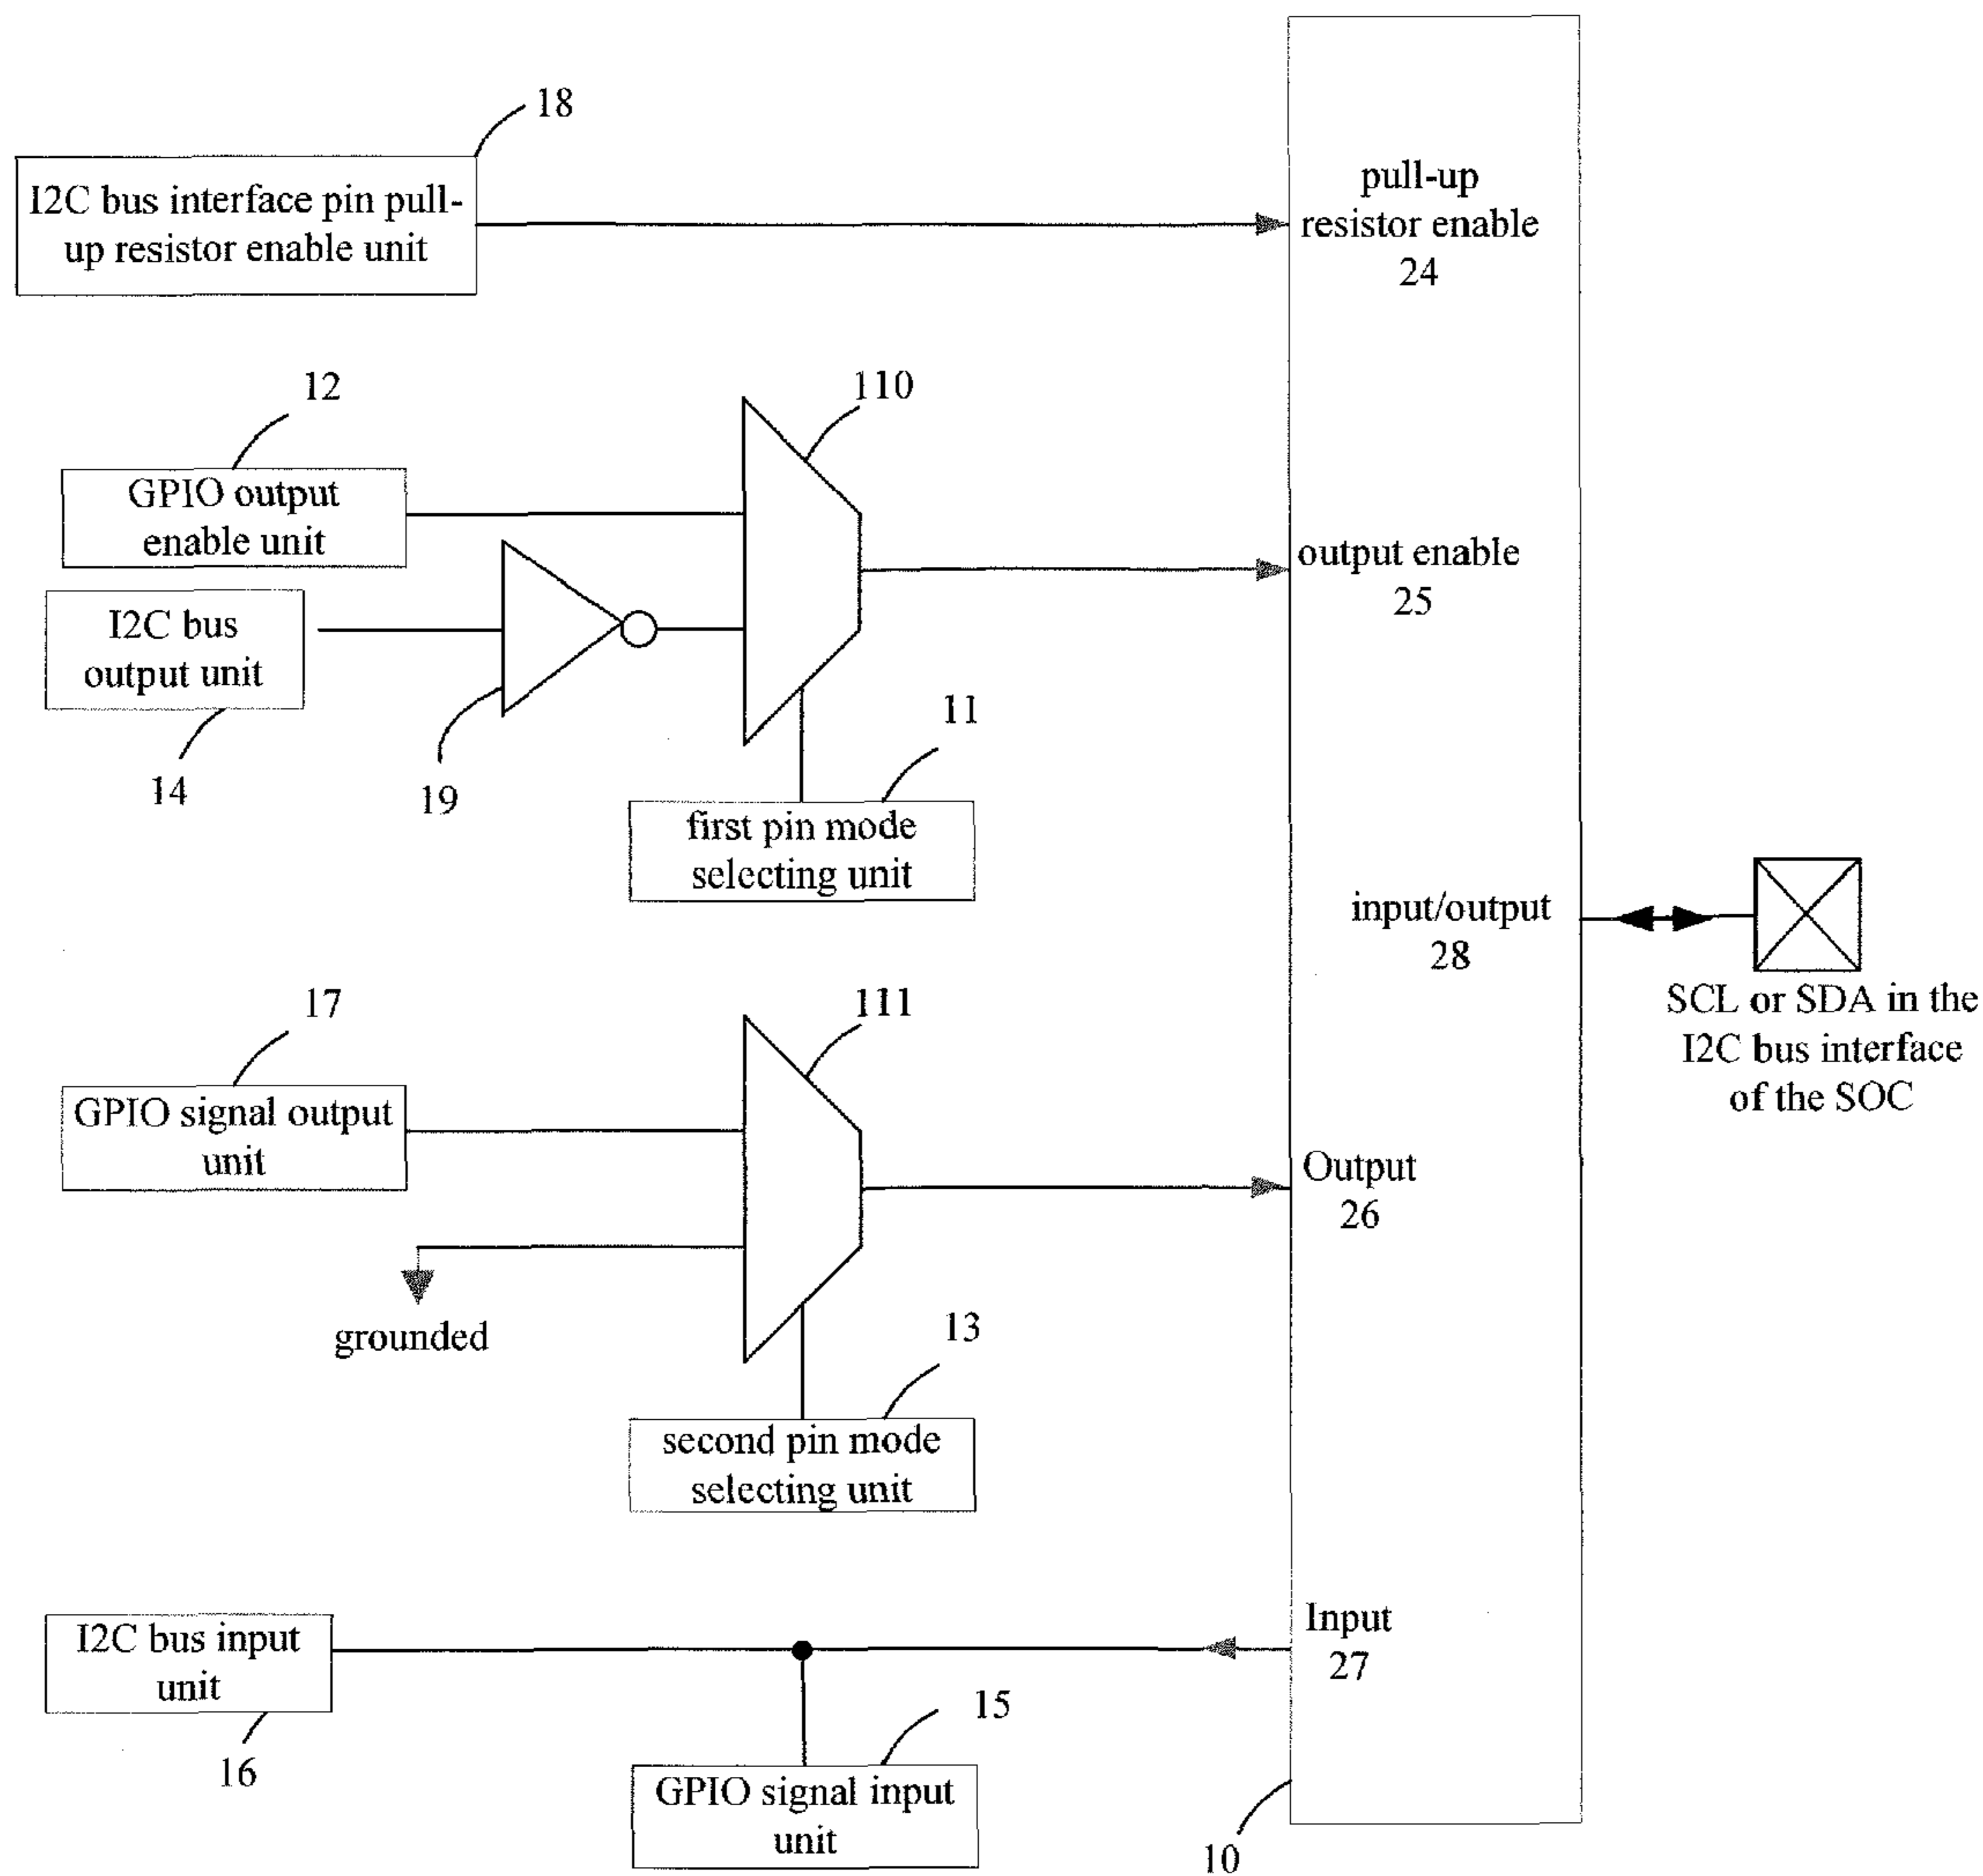 18
I2C bus interface pin pull-
up resistor enable unit
pull-up
resistor enable
24
12
110
GPIO output
enable unit
output enable
25
I2C bus
output unit
14
19
11
first pin mode
selecting unit
input/output
28
SCL or SDA in the
I2C bus interface
of the SOC
17
111
GPIO signal output
unit
Output
26
grounded
13
second pin mode
selecting unit
I2C bus input
unit
Input
27
16
15
GPIO signal input
unit
10